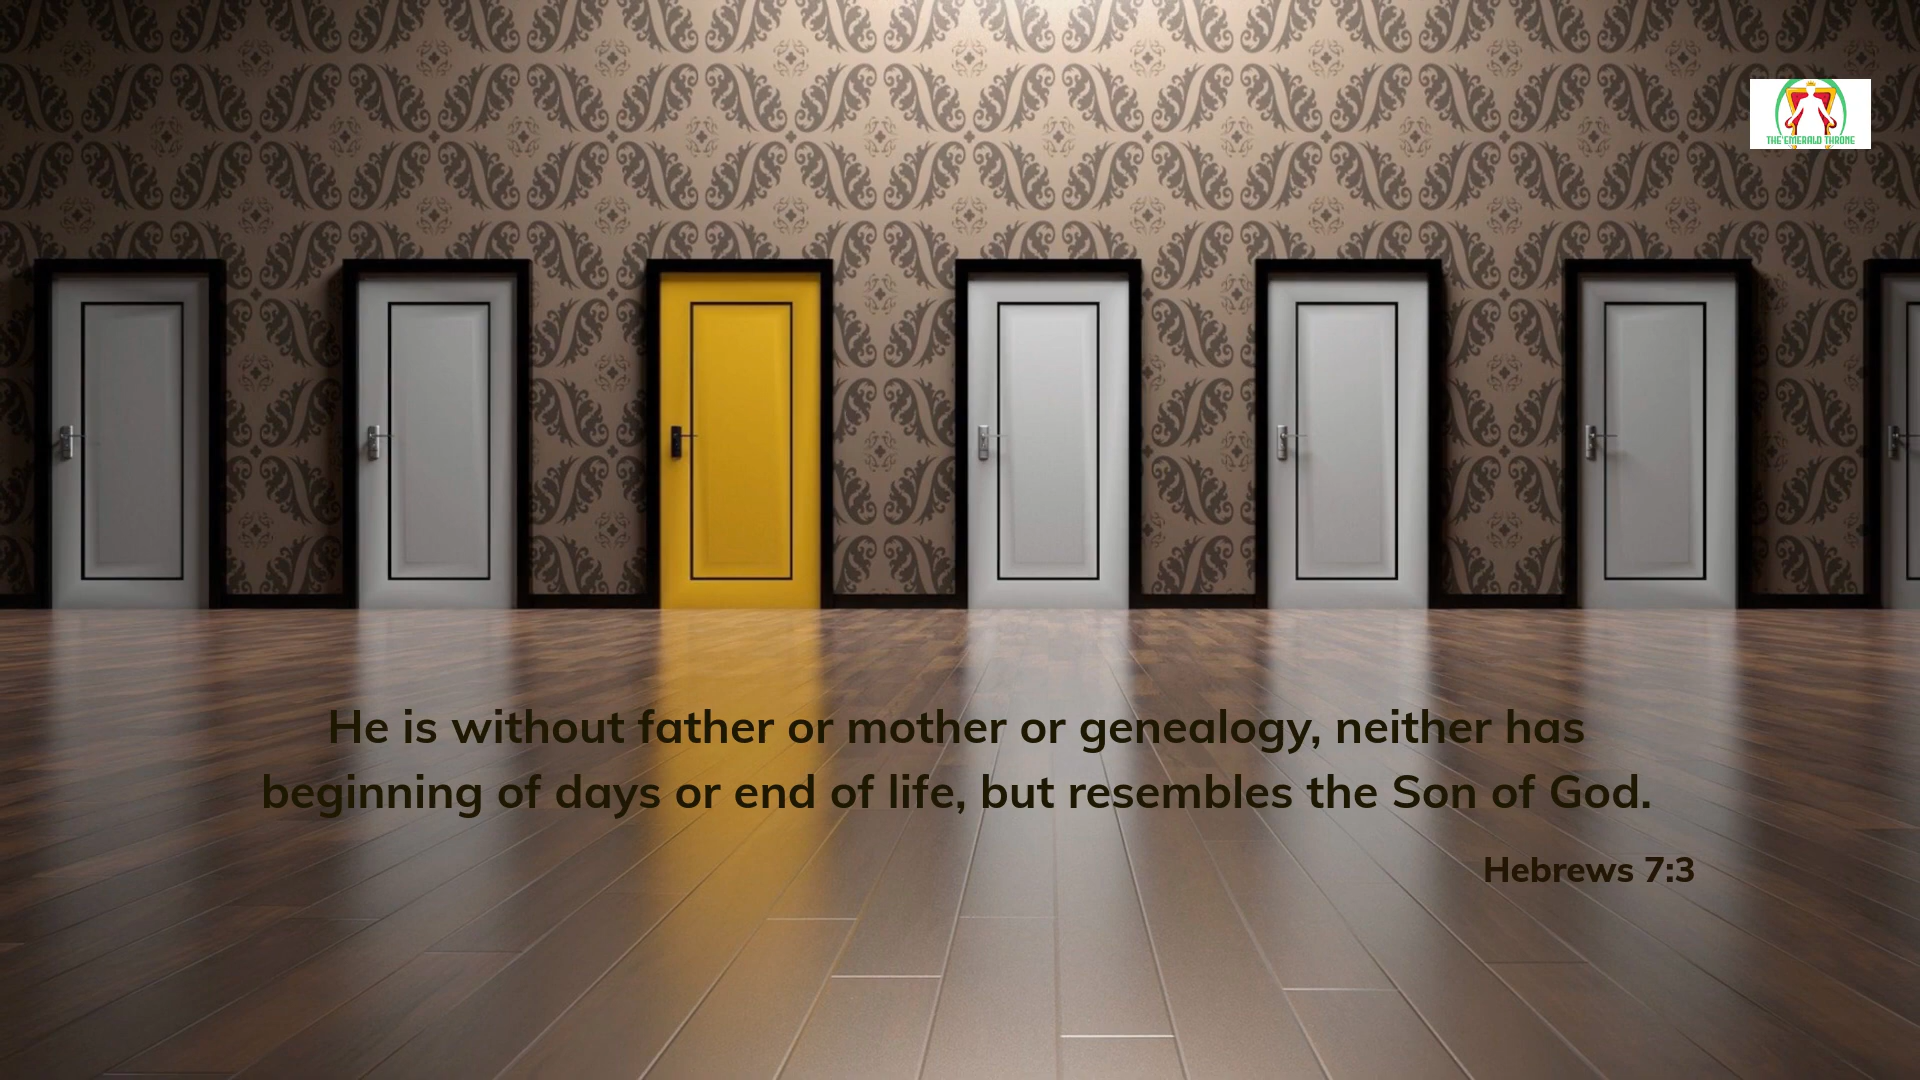 THE EMERALD THRONE
He is without father or mother or genealogy, neither has
beginning of days or end of life, but resembles the Son of God.
Hebrews 7:3